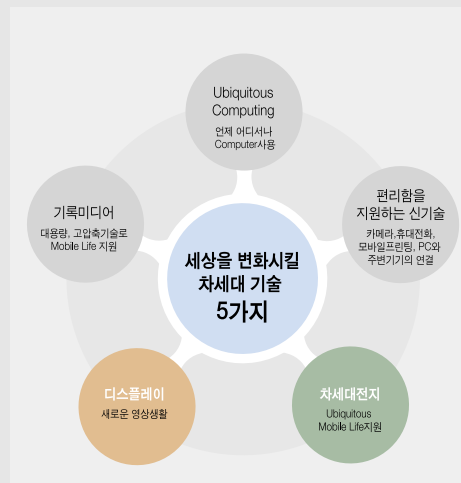 Ubiquitous
Computing
언제 어디서나
Computer사용
기록미디어
대용량, 고압축기술로
Mobile Life 지원
편리함을
지원하는 신기술
카메라,휴대전화,
모바일프린팅, PC와
주변기기의 연결
세상을 변화시킬
차세대 기술
5가지
디스플레이
새로운 영상생활
차세대전지
Ubiquitous
Mobile Life지원